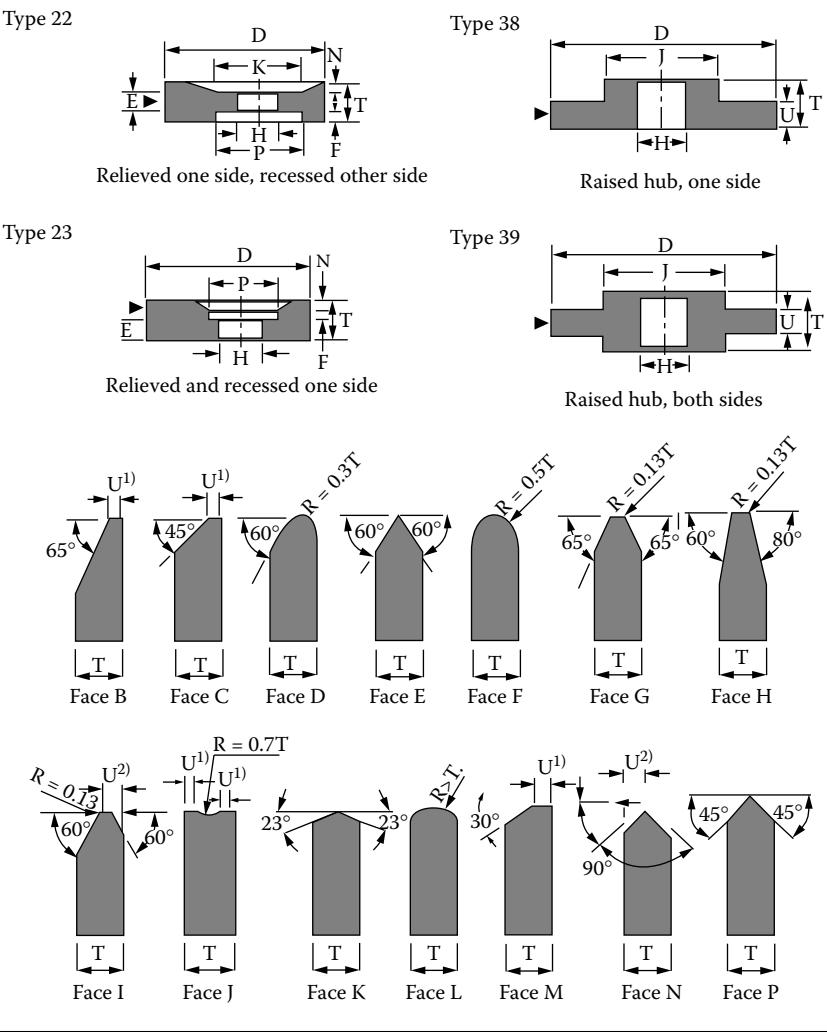 Type 22
D
K
N
E
T
H
P
F
Relieved one side, recessed other side
Type 38
D
J
U
T
H
Raised hub, one side
Type 23
D
N
P
T
E
H
F
Relieved and recessed one side
Type 39
D
J
U
T
H
Raised hub, both sides
U1)
65°
T
Face B
U1)
45°
T
Face C
R = 0.3T
60°
T
Face D
60°
60°
T
Face E
R = 0.5T
T
Face F
R = 0.13T
65°
65°
T
Face G
R = 0.13T
60°
80°
T
Face H
R = 0.13
U2)
60°
60°
T
Face I
U1)
R = 0.7T
U1)
T
Face J
23°
23°
T
Face K
R>T.
T
Face L
U1)
30°
T
Face M
U2)
90°
T
Face N
45°
45°
T
Face P